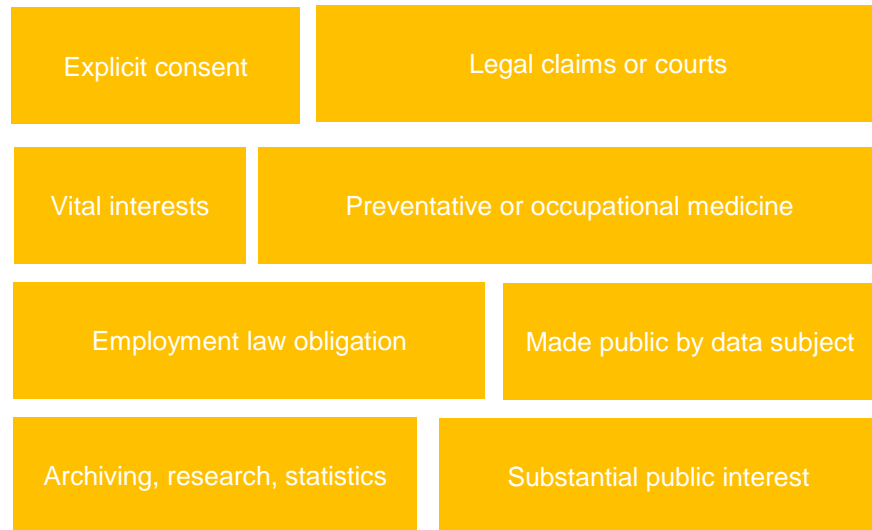 Explicit consent
Legal claims or courts
Vital interests
Preventative or occupational medicine
Employment law obligation
Made public by data subject
Archiving, research, statistics
Substantial public interest